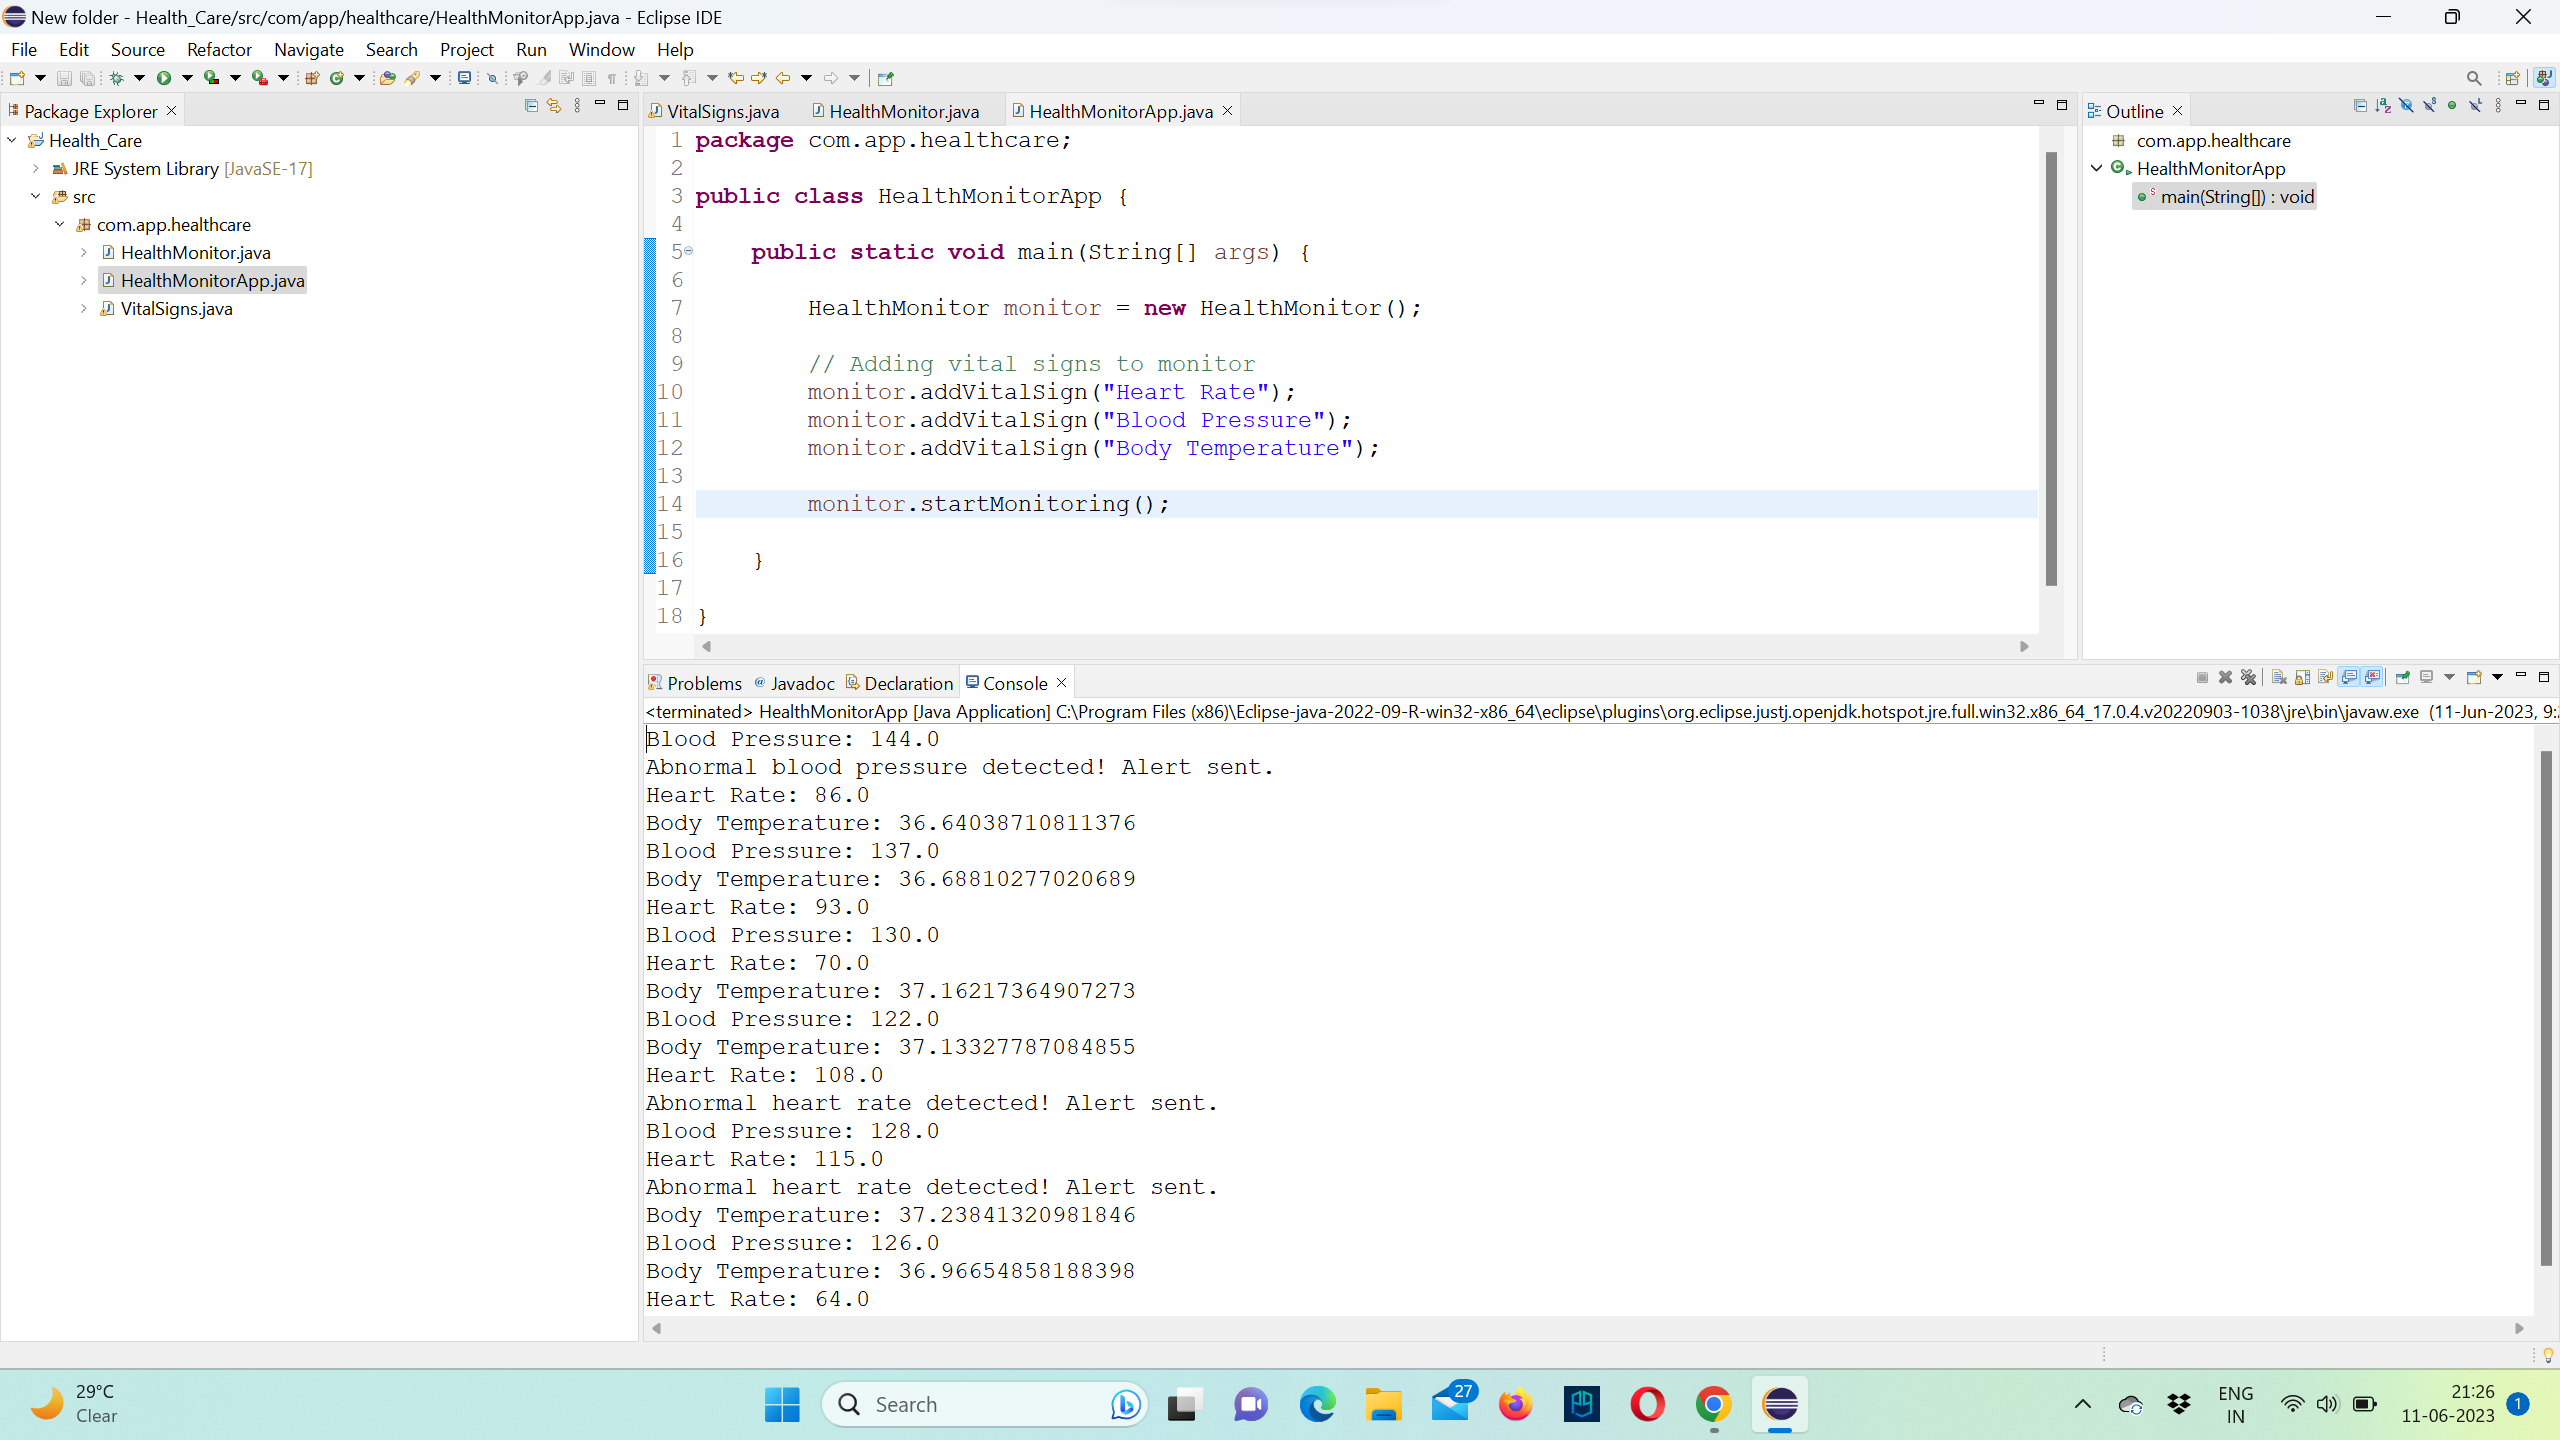 New folder - Health_Care/src/com/app/healthcare/HealthMonitorApp.java - Eclipse IDE
File Edit Source Refactor Navigate Search Project Run Window Help
Package Explorer
Health_Care
JRE System Library [JavaSE-17]
src
com.app.healthcare
HealthMonitor.java
HealthMonitorApp.java
VitalSigns.java
VitalSigns.java HealthMonitor.java HealthMonitorApp.java
1 package com.app.healthcare;
2
3 public class HealthMonitorApp {
4
5 public static void main(String[] args) {
6
7 HealthMonitor monitor = new HealthMonitor();
8
9 // Adding vital signs to monitor
10 monitor.addVitalSign("Heart Rate");
11 monitor.addVitalSign("Blood Pressure");
12 monitor.addVitalSign("Body Temperature");
13
14 monitor.startMonitoring();
15
16 }
17
18 }
Outline
com.app.healthcare
HealthMonitorApp
main(String[]) : void
Problems Javadoc Declaration Console
<terminated> HealthMonitorApp [Java Application] C:\Program Files (x86)\Eclipse-java-2022-09-R-win32-x86_64\eclipse\plugins\org.eclipse.justj.openjdk.hotspot.jre.full.win32.x86_64_17.0.4.v20220903-1038\jre\bin\javaw.exe (11-Jun-2023, 9:
Blood Pressure: 144.0
Abnormal blood pressure detected! Alert sent.
Heart Rate: 86.0
Body Temperature: 36.64038710811376
Blood Pressure: 137.0
Body Temperature: 36.68810277020689
Heart Rate: 93.0
Blood Pressure: 130.0
Heart Rate: 70.0
Body Temperature: 37.16217364907273
Blood Pressure: 122.0
Body Temperature: 37.13327787084855
Heart Rate: 108.0
Abnormal heart rate detected! Alert sent.
Blood Pressure: 128.0
Heart Rate: 115.0
Abnormal heart rate detected! Alert sent.
Body Temperature: 37.23841320981846
Blood Pressure: 126.0
Body Temperature: 36.96654858188398
Heart Rate: 64.0
29°C
Clear
Search
27
ENG
IN
21:26
11-06-2023
1